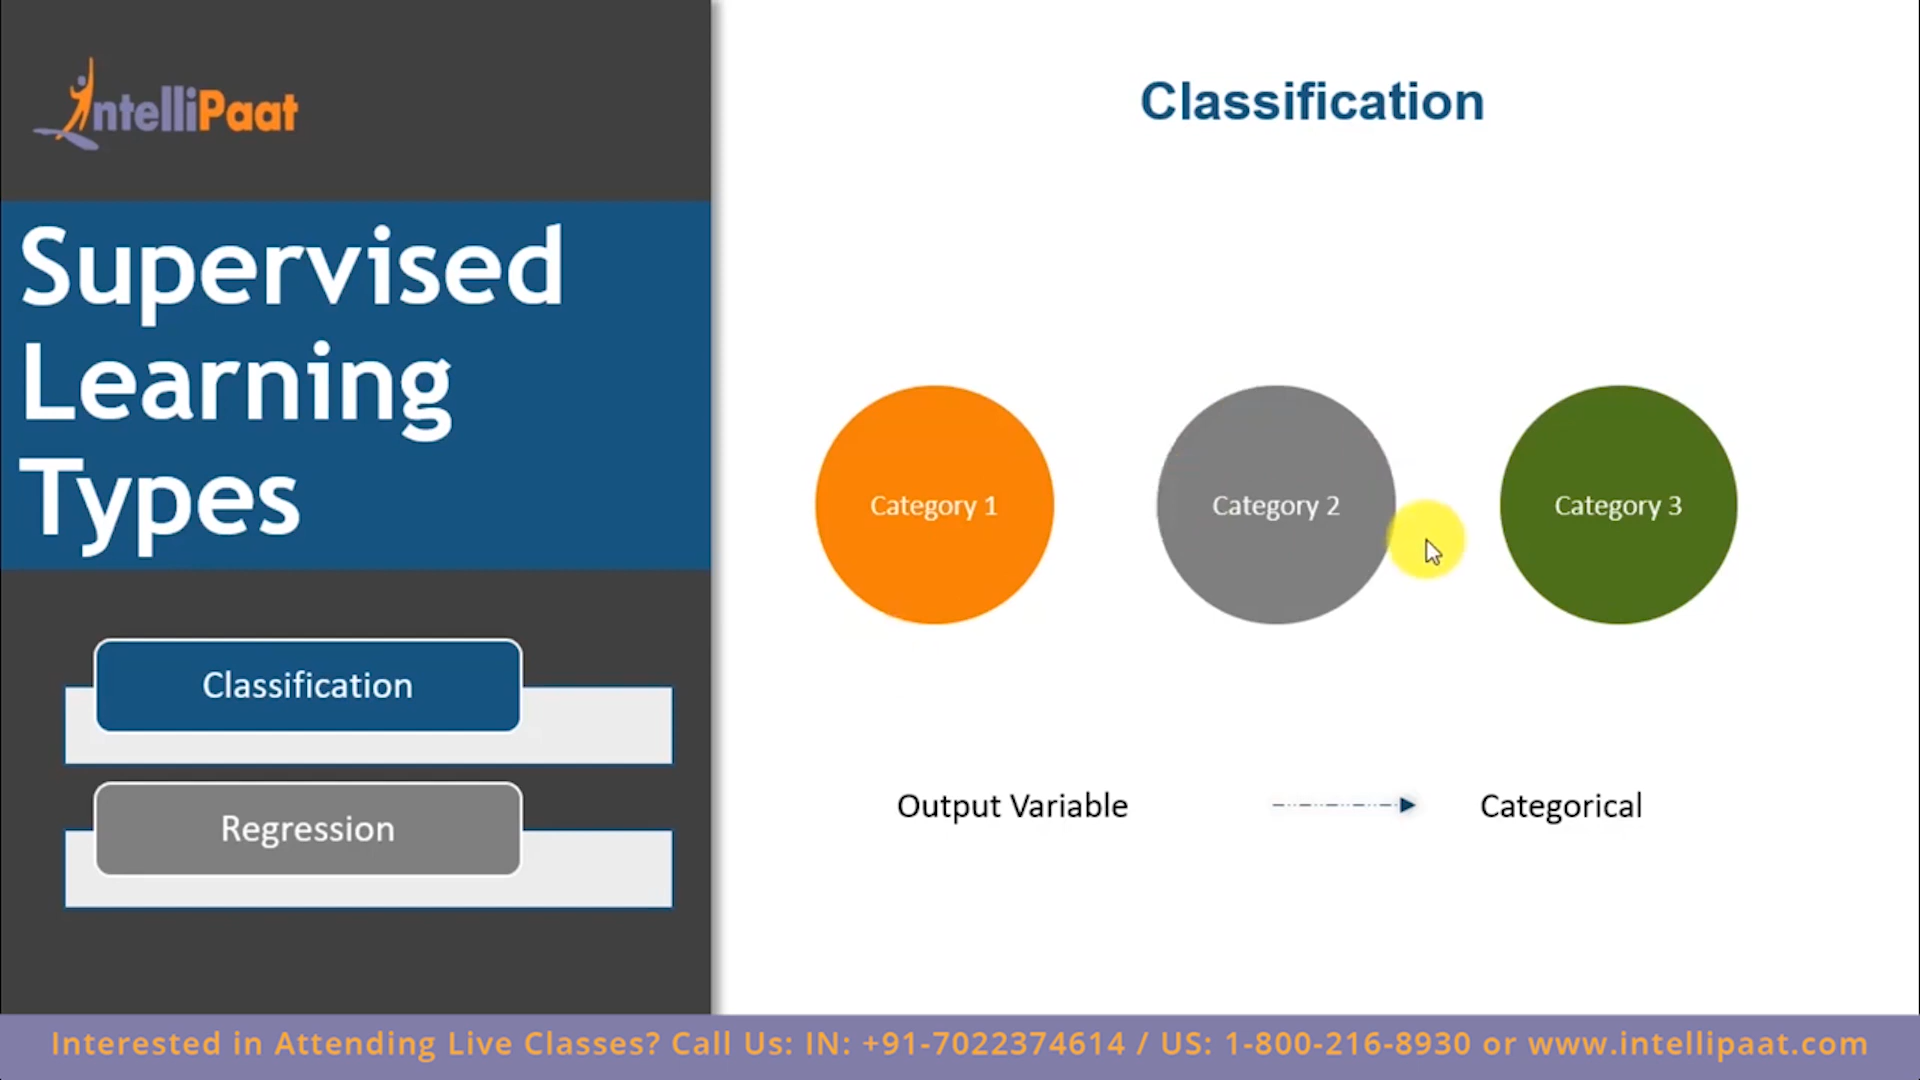 IntelliPaat
Supervised
Learning
Types
Classification
Regression
Classification
Category 1
Category 2
Category 3
Output Variable
Categorical
Interested in Attending Live Classes? Call Us: IN: +91-7022374614 / US: 1-800-216-8930 or www.intellipaat.com